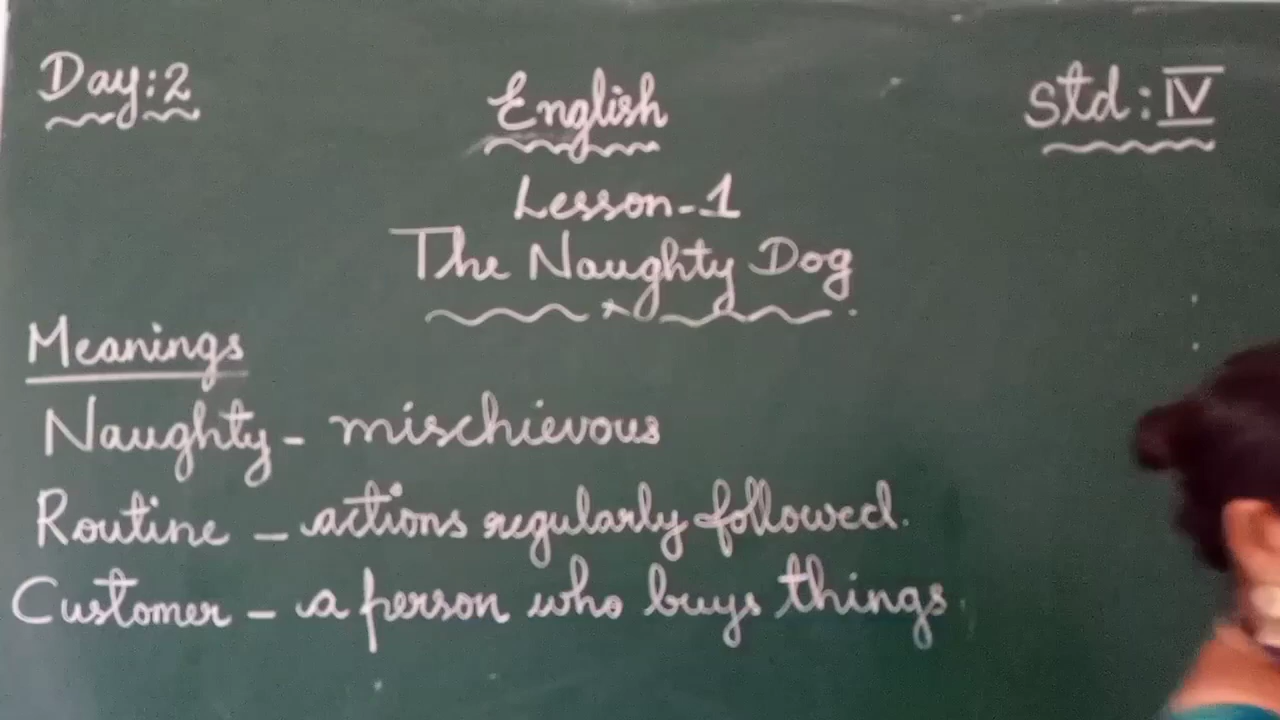 Day:2 English Std: IV
Lesson-1
The Naughty Dog
Meanings
Naughty - mischievous
Routine - actions regularly followed.
Customer - a person who buys things